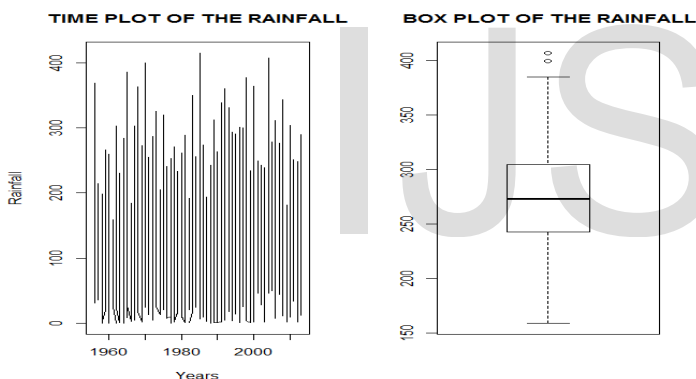 TIME PLOT OF THE RAINFALL
BOX PLOT OF THE RAINFALL
IJS
Rainfall
400
300
200
100
0
1960
1980
2000
Years
400
350
300
250
200
150